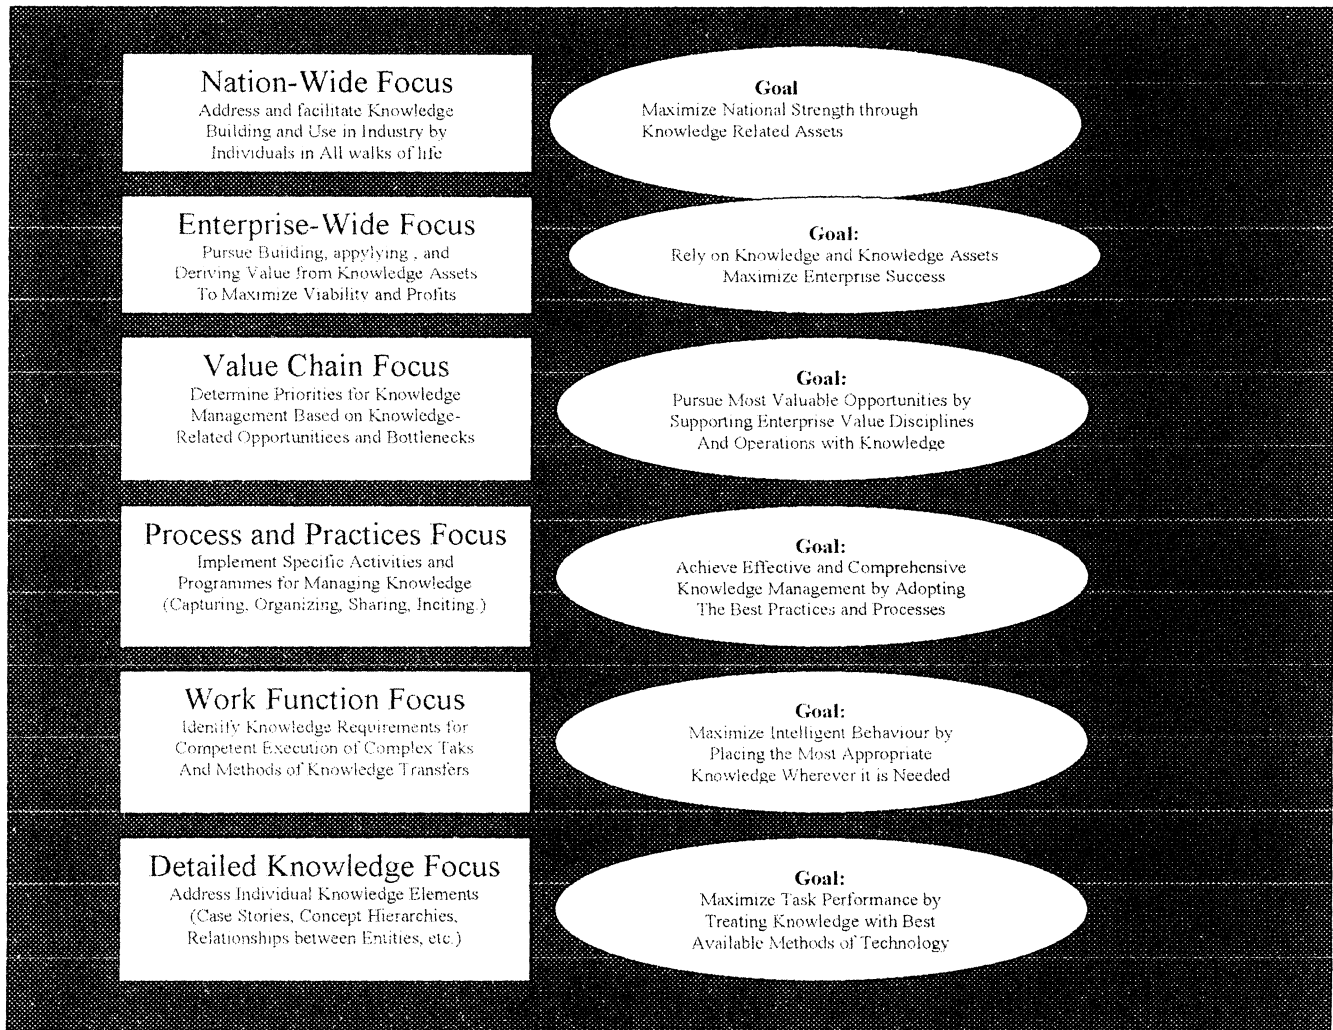 Nation-Wide Focus
Address and facilitate Knowledge
Building and Use in Industry by
Individuals in All walks of life
Goal
Maximize National Strength through
Knowledge Related Assets
Enterprise-Wide Focus
Pursue Building, appylying , and
Deriving Value from Knowledge Assets
To Maximize Viability and Profits
Goal:
Rely on Knowledge and Knowledge Assets
Maximize Enterprise Success
Value Chain Focus
Determine Priorities for Knowledge
Management Based on Knowledge-
Related Opportunitices and Bottlenecks
Goal:
Pursue Most Valuable Opportunities by
Supporting Enterprise Value Disciplines
And Operations with Knowledge
Process and Practices Focus
Implement Specific Activities and
Programmes for Managing Knowledge
(Capturing, Organizing, Sharing, Inciting.)
Goal:
Achieve Effective and Comprehensive
Knowledge Management by Adopting
The Best Practices and Processes
Work Function Focus
Identify Knowledge Requirements for
Competent Execution of Complex Taks
And Methods of Knowledge Transfers
Goal:
Maximize Intelligent Behaviour by
Placing the Most Appropriate
Knowledge Wherever it is Needed
Detailed Knowledge Focus
Address Individual Knowledge Elements
(Case Stories, Concept Hierarchies,
Relationships between Entities, etc.)
Goal:
Maximize Task Performance by
Treating Knowledge with Best
Available Methods of Technology